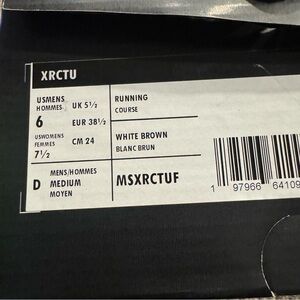 XRCTU
USMENS
HOMMES
6
UK 5½
EUR 38½
RUNNING
COURSE
USWOMENS
FEMMES
7½
CM 24
WHITE BROWN
BLANC BRUN
D
MENS/HOMMES
MEDIUM
MOYEN
MSXRCTUF
1 97966 64109